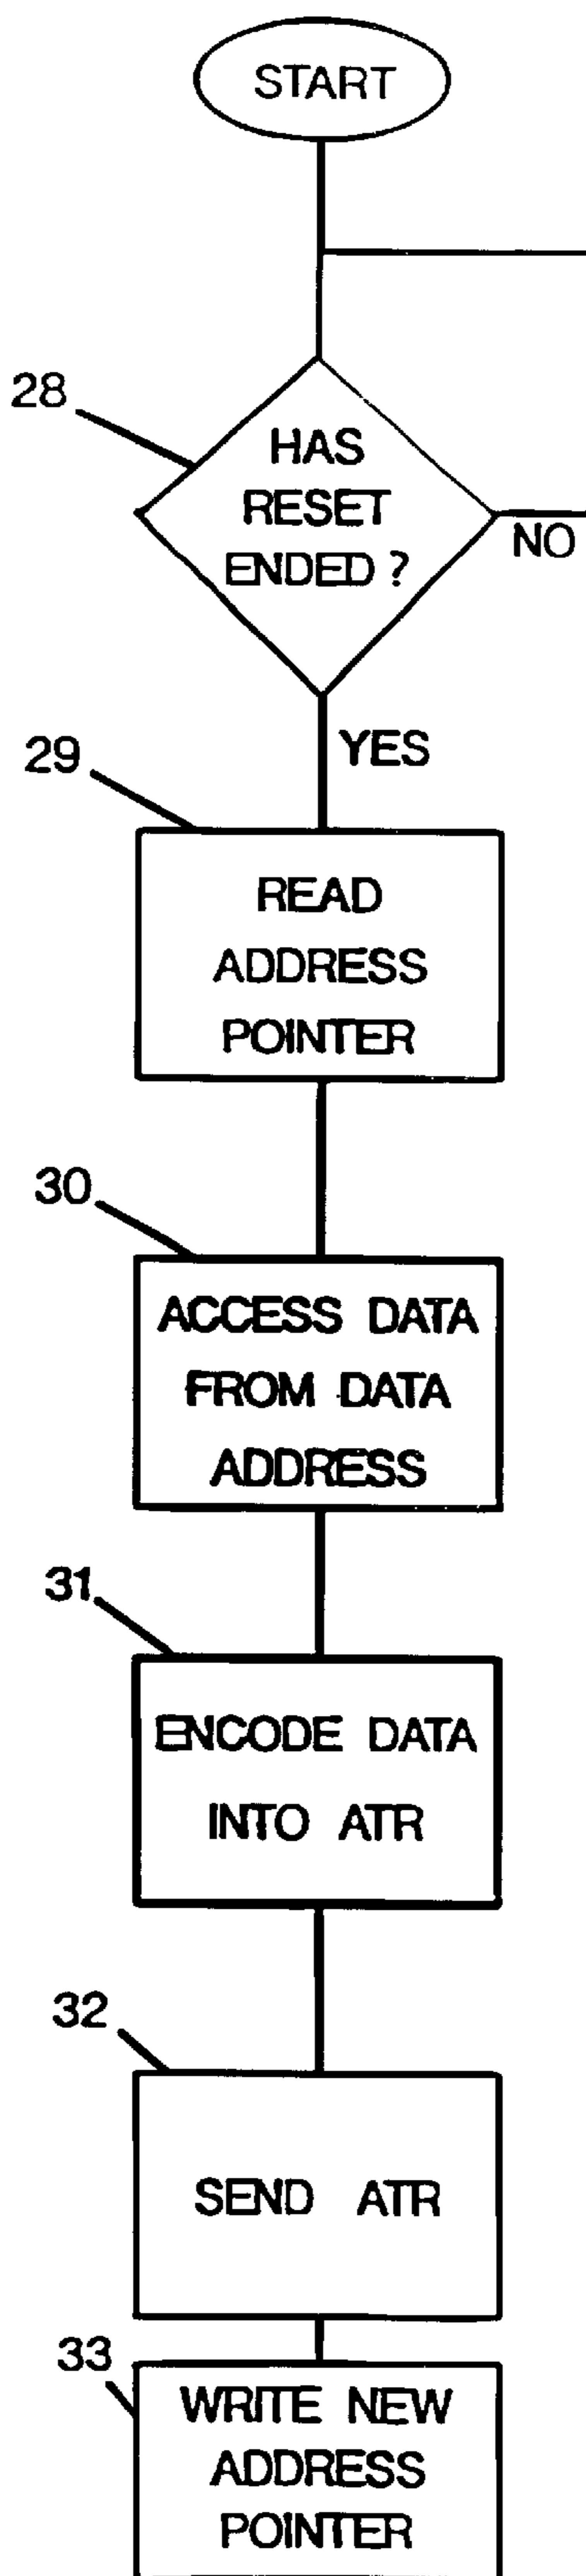 START
28
HAS
RESET
ENDED ?
NO
YES
29
READ
ADDRESS
POINTER
30
ACCESS DATA
FROM DATA
ADDRESS
31
ENCODE DATA
INTO ATR
32
SEND ATR
33
WRITE NEW
ADDRESS
POINTER